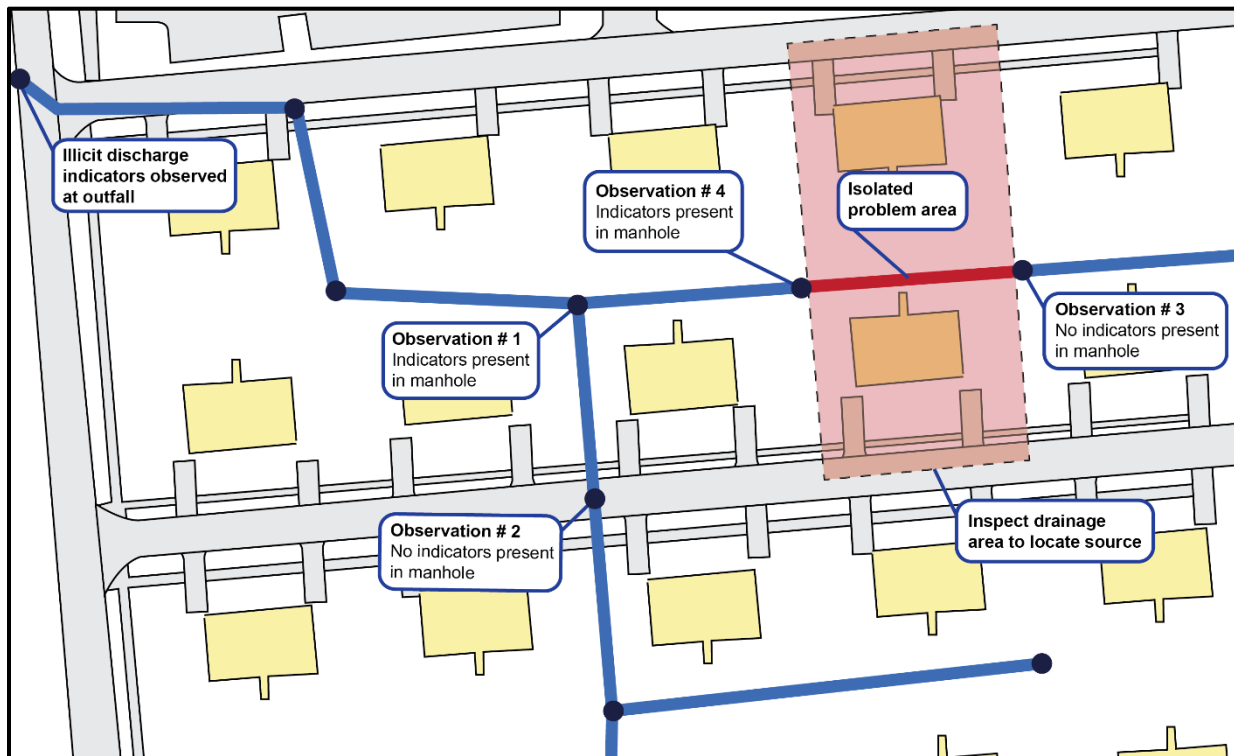 Illicit discharge
indicators observed
at outfall
Observation # 4
Indicators present
in manhole
Isolated
problem area
Observation # 1
Indicators present
in manhole
Observation # 3
No indicators present
in manhole
Observation # 2
No indicators present
in manhole
Inspect drainage
area to locate source